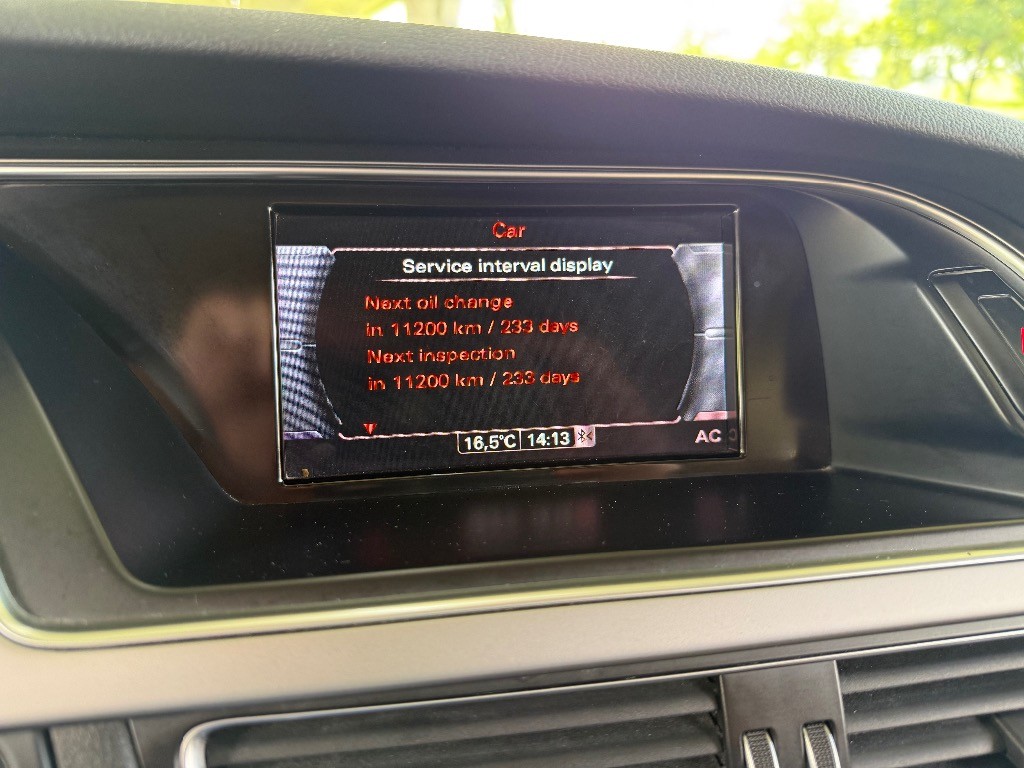 Car
Service interval display
Next oil change
in 11200 km / 233 days
Next inspection
in 11200 km / 233 days
16,5°C 14:13
AC